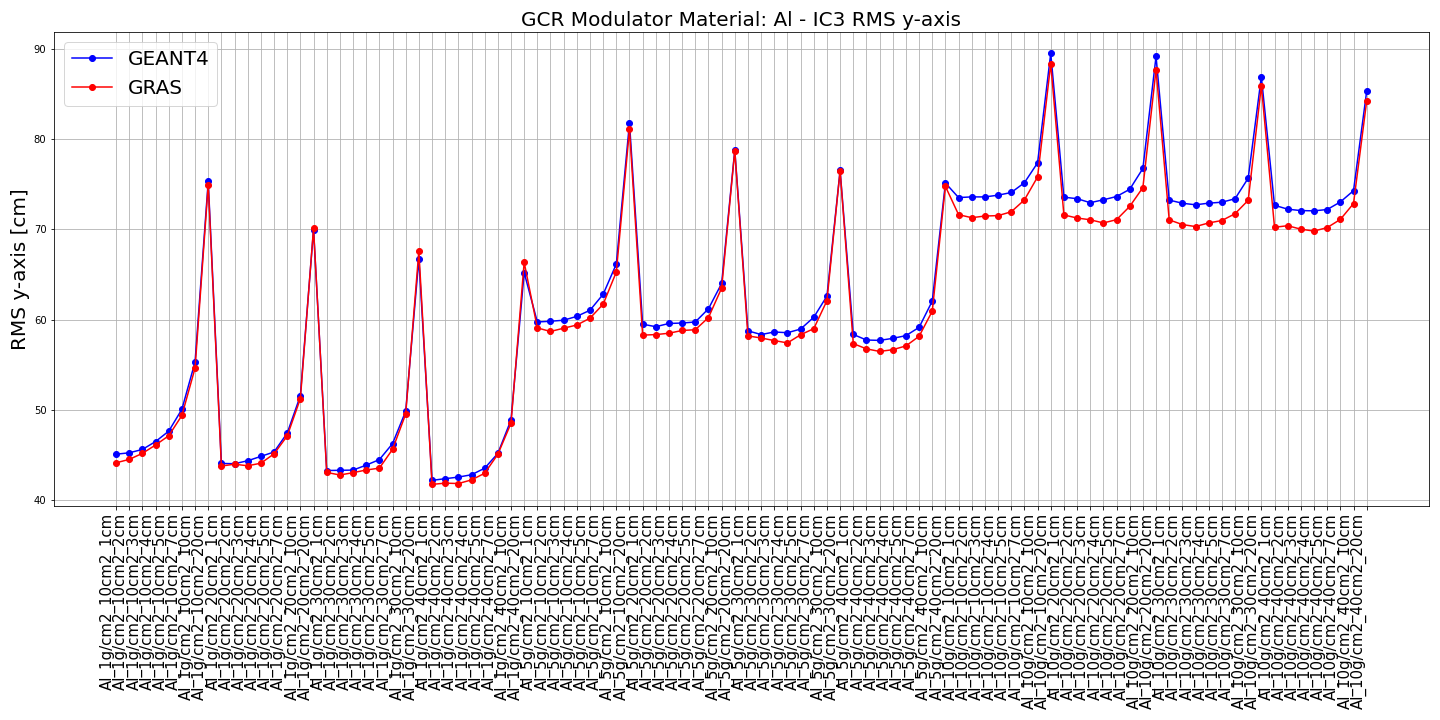 GCR Modulator Material: Al - IC3 RMS y-axis
GEANT4
GRAS
RMS y-axis [cm]
90
80
70
60
50
40
Al_1g/cm2_10cm2_1cm
Al_1g/cm2_10cm2_2cm
Al_1g/cm2_10cm2_3cm
Al_1g/cm2_10cm2_4cm
Al_1g/cm2_10cm2_5cm
Al_1g/cm2_10cm2_7cm
Al_1g/cm2_10cm2_10cm
Al_1g/cm2_10cm2_20cm
Al_1g/cm2_20cm2_1cm
Al_1g/cm2_20cm2_2cm
Al_1g/cm2_20cm2_3cm
Al_1g/cm2_20cm2_4cm
Al_1g/cm2_20cm2_5cm
Al_1g/cm2_20cm2_7cm
Al_1g/cm2_20cm2_10cm
Al_1g/cm2_20cm2_20cm
Al_1g/cm2_30cm2_1cm
Al_1g/cm2_30cm2_2cm
Al_1g/cm2_30cm2_3cm
Al_1g/cm2_30cm2_4cm
Al_1g/cm2_30cm2_5cm
Al_1g/cm2_30cm2_7cm
Al_1g/cm2_30cm2_10cm
Al_1g/cm2_30cm2_20cm
Al_1g/cm2_40cm2_1cm
Al_1g/cm2_40cm2_2cm
Al_1g/cm2_40cm2_3cm
Al_1g/cm2_40cm2_4cm
Al_1g/cm2_40cm2_5cm
Al_1g/cm2_40cm2_7cm
Al_1g/cm2_40cm2_10cm
Al_1g/cm2_40cm2_20cm
Al_5g/cm2_10cm2_1cm
Al_5g/cm2_10cm2_2cm
Al_5g/cm2_10cm2_3cm
Al_5g/cm2_10cm2_4cm
Al_5g/cm2_10cm2_5cm
Al_5g/cm2_10cm2_7cm
Al_5g/cm2_10cm2_10cm
Al_5g/cm2_10cm2_20cm
Al_5g/cm2_20cm2_1cm
Al_5g/cm2_20cm2_2cm
Al_5g/cm2_20cm2_3cm
Al_5g/cm2_20cm2_4cm
Al_5g/cm2_20cm2_5cm
Al_5g/cm2_20cm2_7cm
Al_5g/cm2_20cm2_10cm
Al_5g/cm2_20cm2_20cm
Al_5g/cm2_30cm2_1cm
Al_5g/cm2_30cm2_2cm
Al_5g/cm2_30cm2_3cm
Al_5g/cm2_30cm2_4cm
Al_5g/cm2_30cm2_5cm
Al_5g/cm2_30cm2_7cm
Al_5g/cm2_30cm2_10cm
Al_5g/cm2_30cm2_20cm
Al_5g/cm2_40cm2_1cm
Al_5g/cm2_40cm2_2cm
Al_5g/cm2_40cm2_3cm
Al_5g/cm2_40cm2_4cm
Al_5g/cm2_40cm2_5cm
Al_5g/cm2_40cm2_7cm
Al_5g/cm2_40cm2_10cm
Al_5g/cm2_40cm2_20cm
Al_10g/cm2_10cm2_1cm
Al_10g/cm2_10cm2_2cm
Al_10g/cm2_10cm2_3cm
Al_10g/cm2_10cm2_4cm
Al_10g/cm2_10cm2_5cm
Al_10g/cm2_10cm2_7cm
Al_10g/cm2_10cm2_10cm
Al_10g/cm2_10cm2_20cm
Al_10g/cm2_20cm2_1cm
Al_10g/cm2_20cm2_2cm
Al_10g/cm2_20cm2_3cm
Al_10g/cm2_20cm2_4cm
Al_10g/cm2_20cm2_5cm
Al_10g/cm2_20cm2_7cm
Al_10g/cm2_20cm2_10cm
Al_10g/cm2_20cm2_20cm
Al_10g/cm2_30cm2_1cm
Al_10g/cm2_30cm2_2cm
Al_10g/cm2_30cm2_3cm
Al_10g/cm2_30cm2_4cm
Al_10g/cm2_30cm2_5cm
Al_10g/cm2_30cm2_7cm
Al_10g/cm2_30cm2_10cm
Al_10g/cm2_30cm2_20cm
Al_10g/cm2_40cm2_1cm
Al_10g/cm2_40cm2_2cm
Al_10g/cm2_40cm2_3cm
Al_10g/cm2_40cm2_4cm
Al_10g/cm2_40cm2_5cm
Al_10g/cm2_40cm2_7cm
Al_10g/cm2_40cm2_10cm
Al_10g/cm2_40cm2_20cm